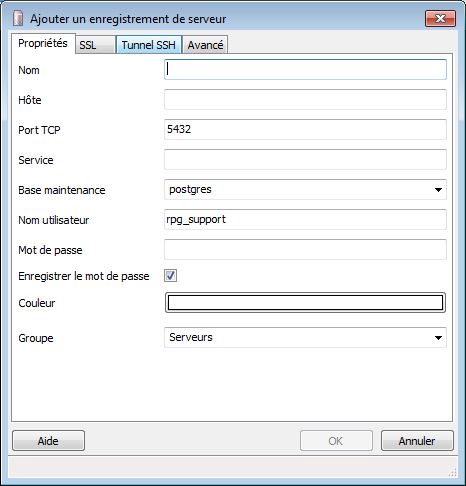 Ajouter un enregistrement de serveur
Propriétés SSL Tunnel SSH Avancé
Nom
Hôte
Port TCP 5432
Service
Base maintenance postgres
Nom utilisateur rpg_support
Mot de passe
Enregistrer le mot de passe
Couleur
Groupe Serveurs
Aide OK Annuler